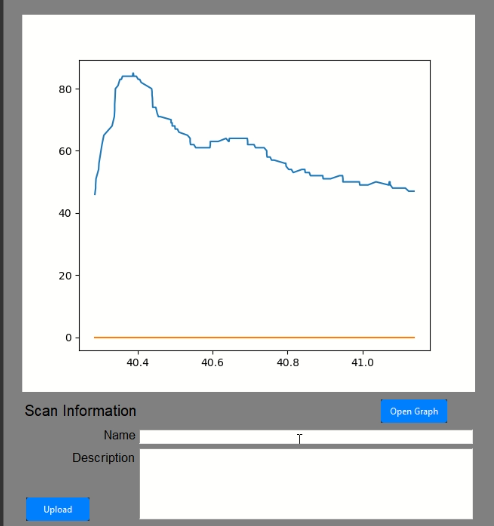 80
60
40
20
0
40.4 40.6 40.8 41.0
Scan Information
Open Graph
Name
Description
Upload